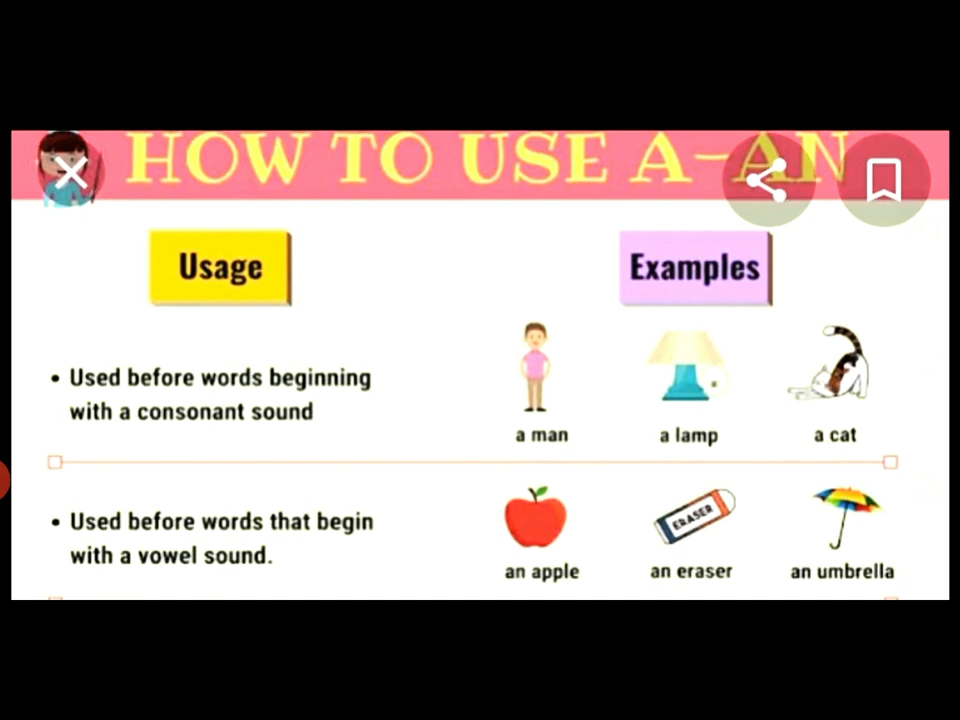 HOW TO USE A-AN
Usage
Examples
• Used before words beginning
with a consonant sound
a man
a lamp
a cat
• Used before words that begin
with a vowel sound.
ERASER
an apple
an eraser
an umbrella